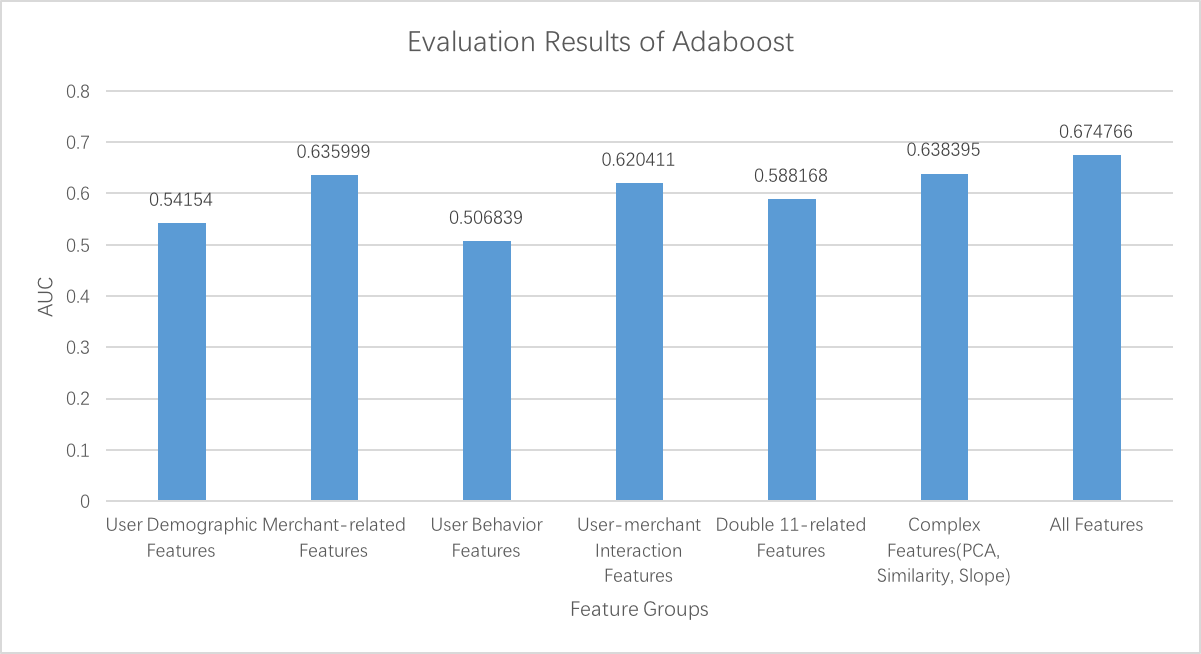 Evaluation Results of Adaboost
0.8
0.7
0.6
0.5
0.4
0.3
0.2
0.1
0
AUC
0.54154
0.635999
0.506839
0.620411
0.588168
0.638395
0.674766
User Demographic
Features
Merchant-related
Features
User Behavior
Features
User-merchant
Interaction
Features
Double 11-related
Features
Complex
Features(PCA,
Similarity, Slope)
All Features
Feature Groups